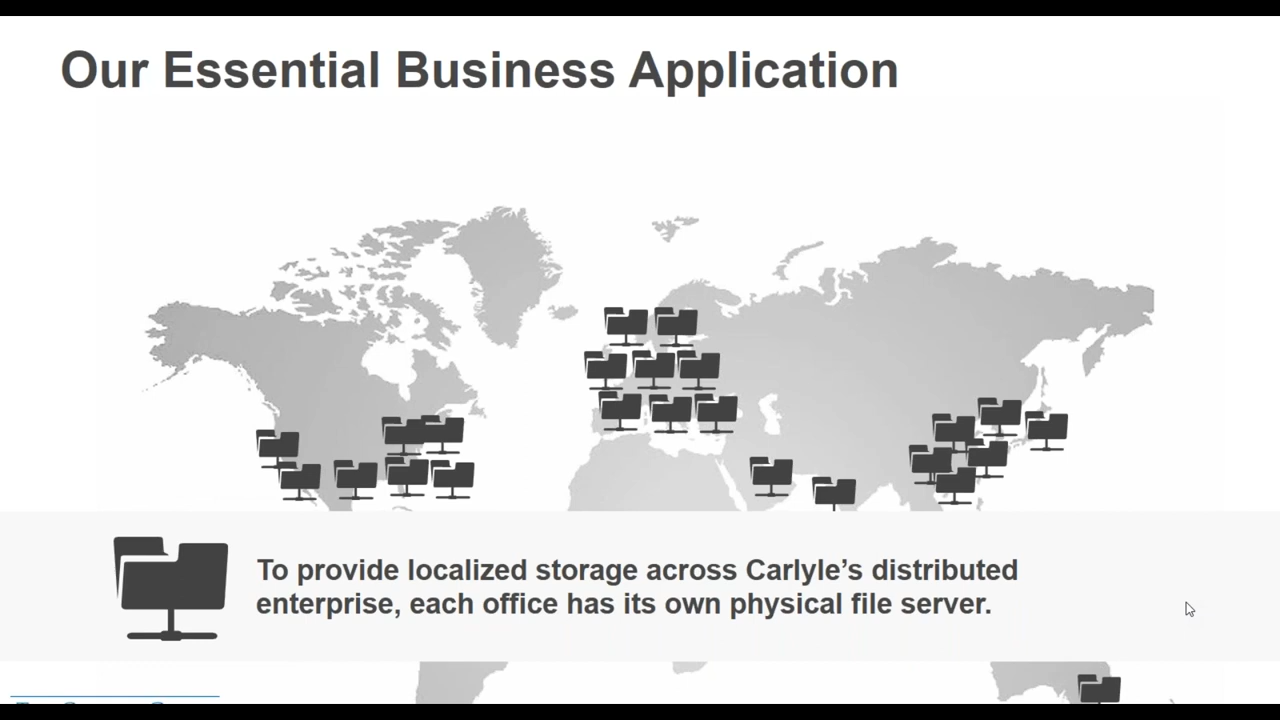 Our Essential Business Application
To provide localized storage across Carlyle’s distributed
enterprise, each office has its own physical file server.